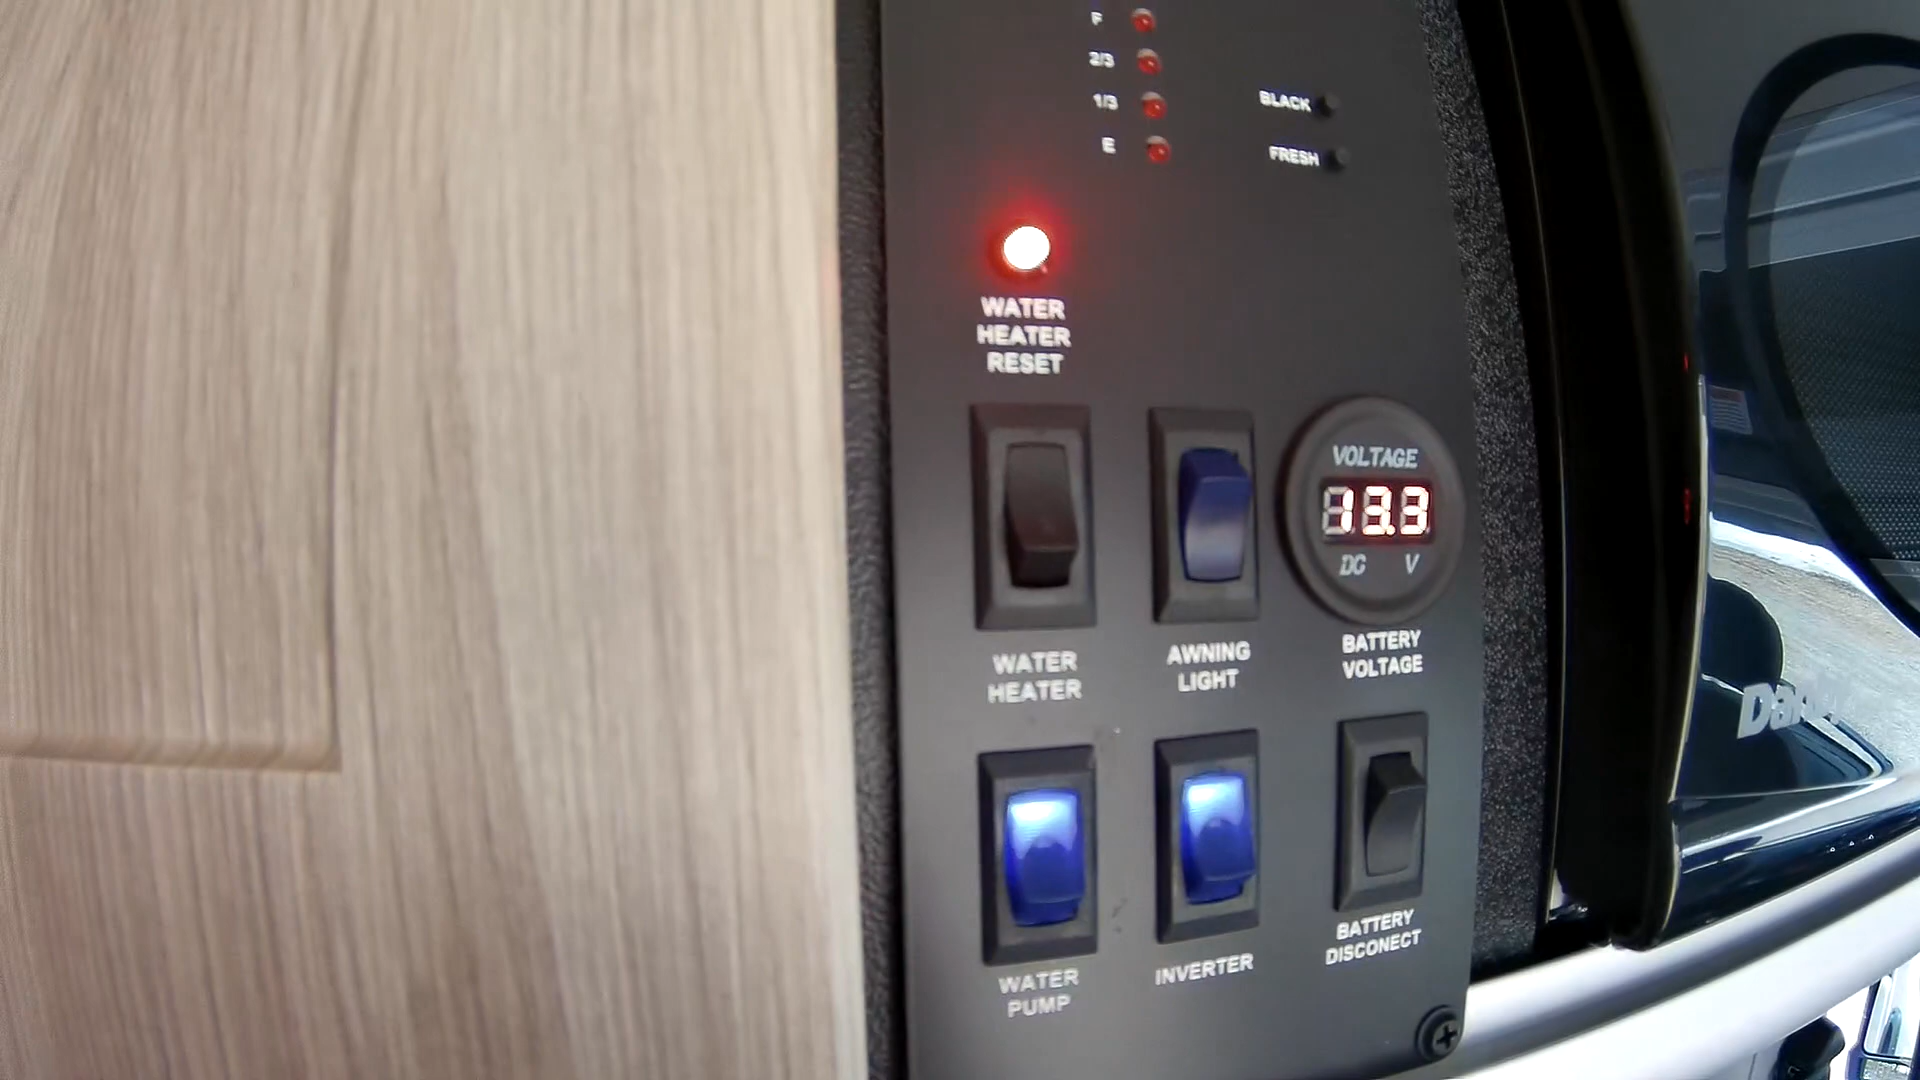 F
2/3
1/3
E
BLACK
FRESH
WATER
HEATER
RESET
VOLTAGE
13.3
DC V
WATER
HEATER
AWNING
LIGHT
BATTERY
VOLTAGE
WATER
PUMP
INVERTER
BATTERY
DISCONECT